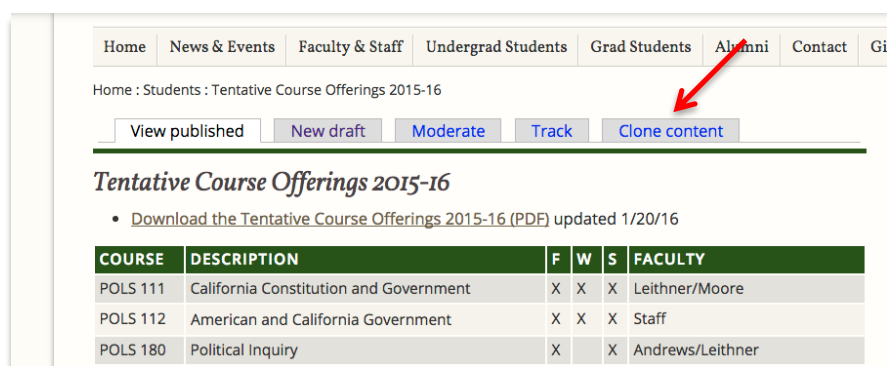 Home News & Events Faculty & Staff Undergrad Students Grad Students Alumni Contact Gi
Home : Students : Tentative Course Offerings 2015-16
View published New draft Moderate Track Clone content
Tentative Course Offerings 2015-16
• Download the Tentative Course Offerings 2015-16 (PDF) updated 1/20/16
COURSE DESCRIPTION F W S FACULTY
POLS 111 California Constitution and Government X X X Leithner/Moore
POLS 112 American and California Government X X X Staff
POLS 180 Political Inquiry X X Andrews/Leithner